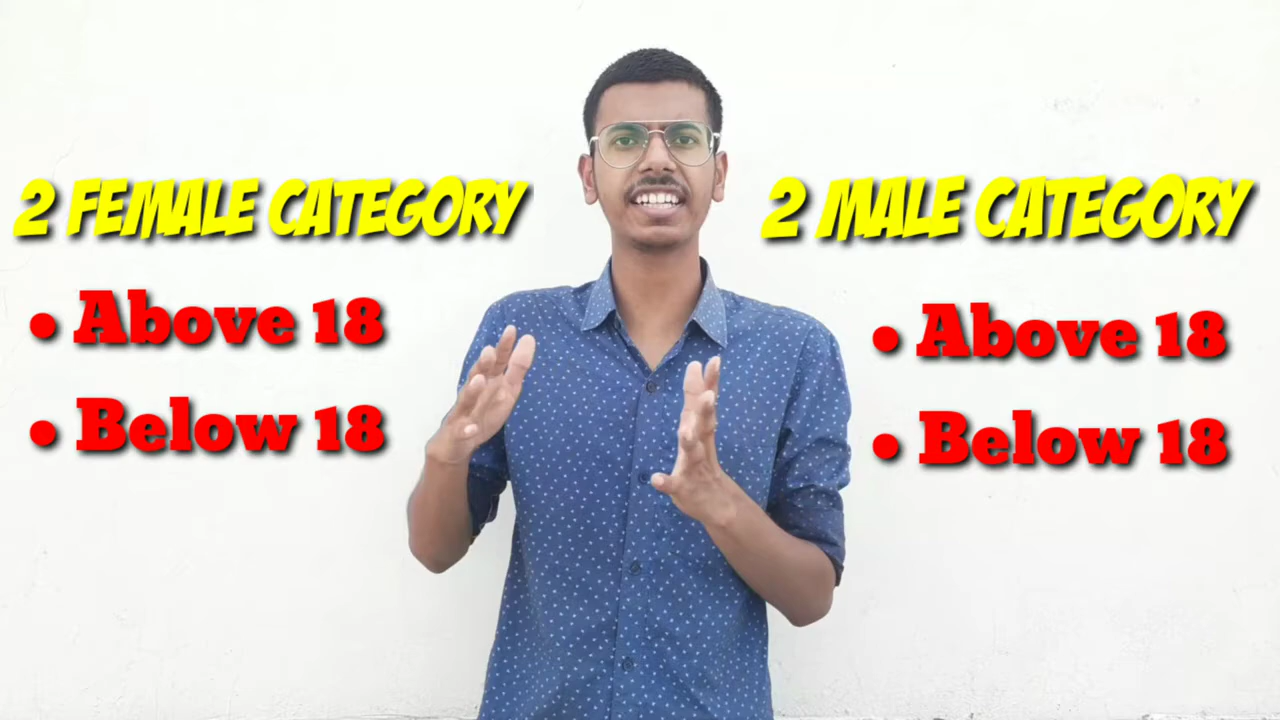 2 FEMALE CATEGORY
• Above 18
• Below 18
2 MALE CATEGORY
• Above 18
• Below 18